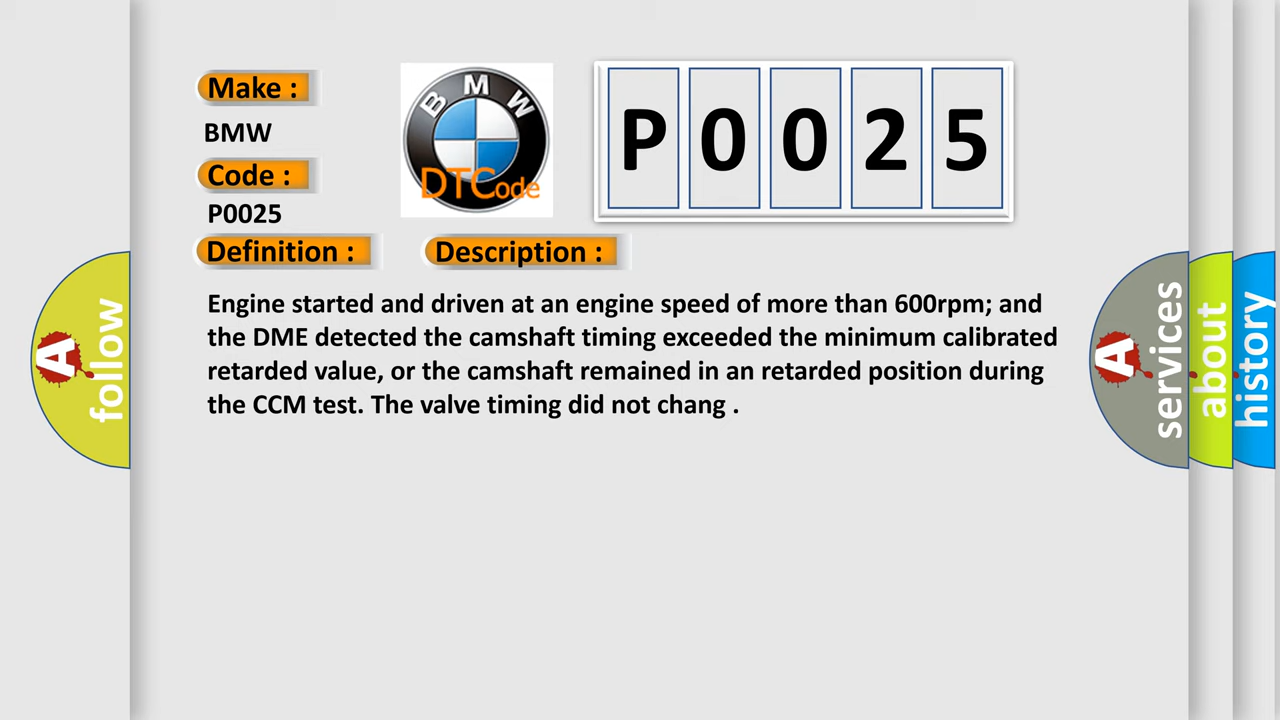 Make :
BMW
Code :
P0025
Definition :
Description :
BMW
DTCode
P0025
Engine started and driven at an engine speed of more than 600rpm; and
the DME detected the camshaft timing exceeded the minimum calibrated
retarded value, or the camshaft remained in an retarded position during
the CCM test. The valve timing did not chang .
A
follow
A
services
about
history